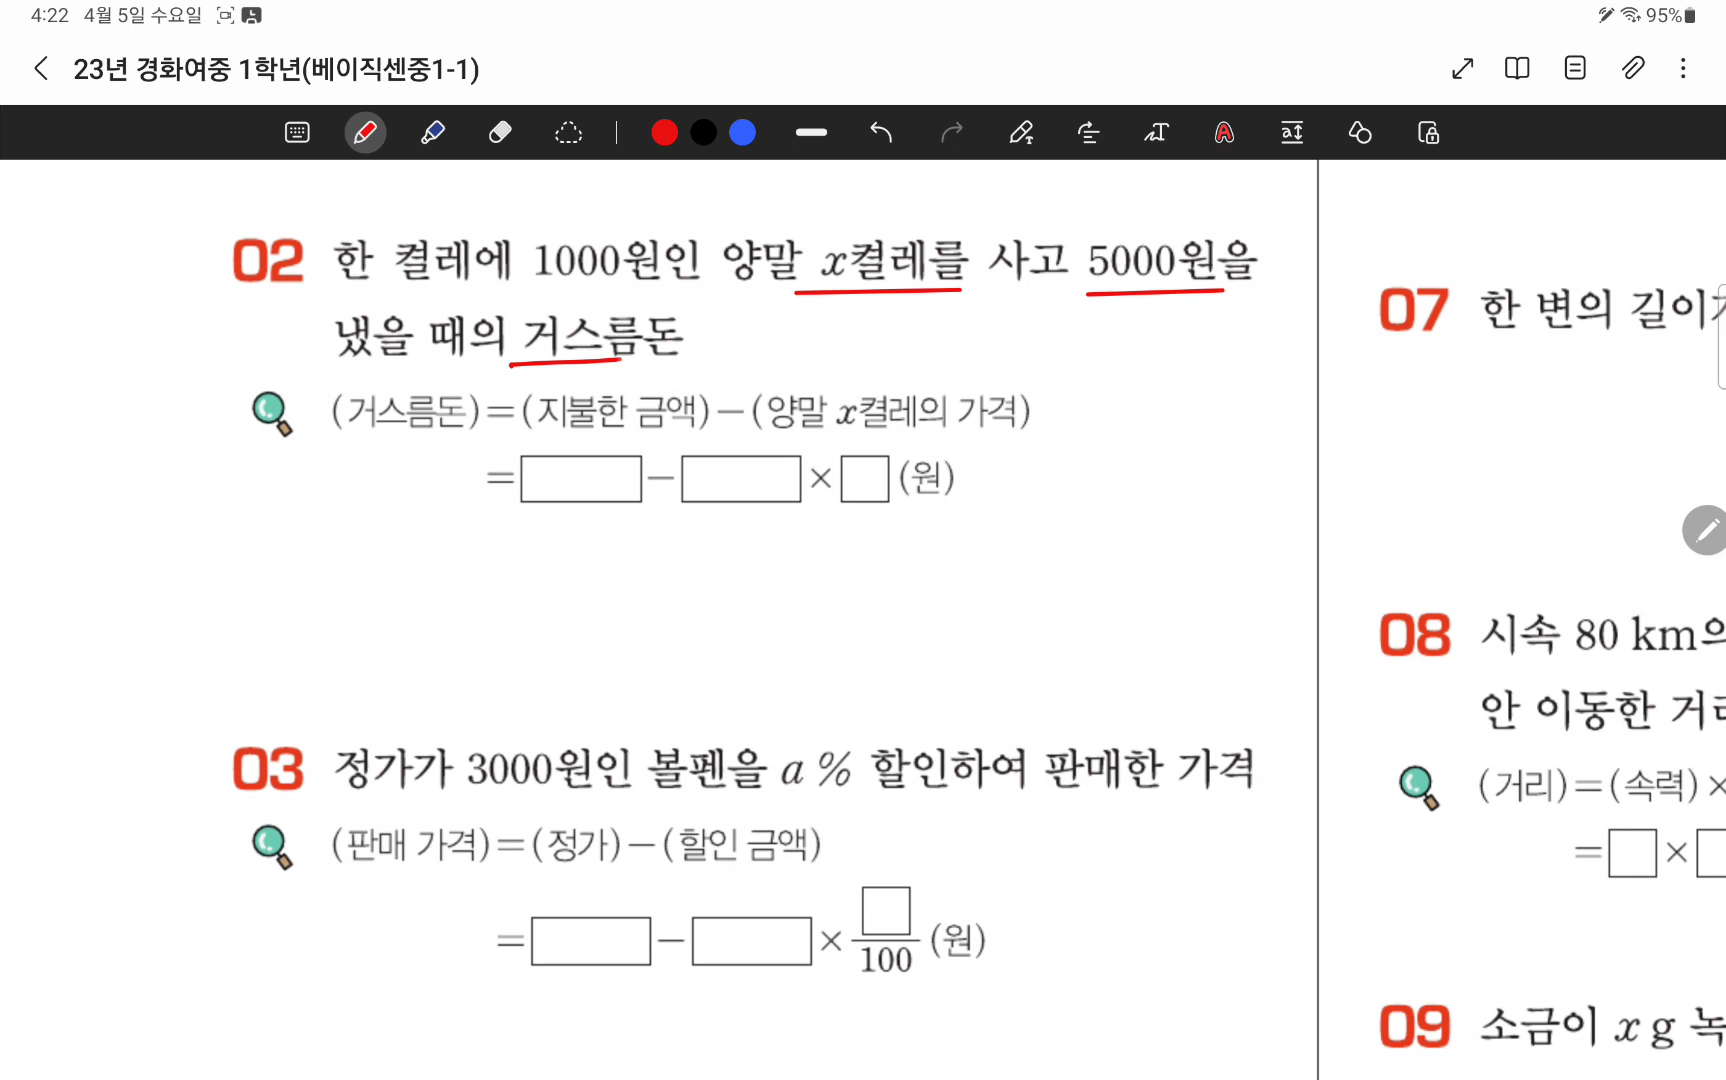 4:22 4월 5일 수요일
95%
23년 경화여중 1학년(베이직센중1-1)
02 한 켤레에 1000원인 양말 x켤레를 사고 5000원을
냈을 때의 거스름돈
(거스름돈)=(지불한 금액)-(양말 x켤레의 가격)
=□-□×□(원)
03 정가가 3000원인 볼펜을 a % 할인하여 판매한 가격
(판매 가격)=(정가)-(할인 금액)
=□-□×□/100(원)
07 한 변의 길이
08 시속 80 km
안 이동한
(거리)=(속력)×
=□×
09 소금이 x g